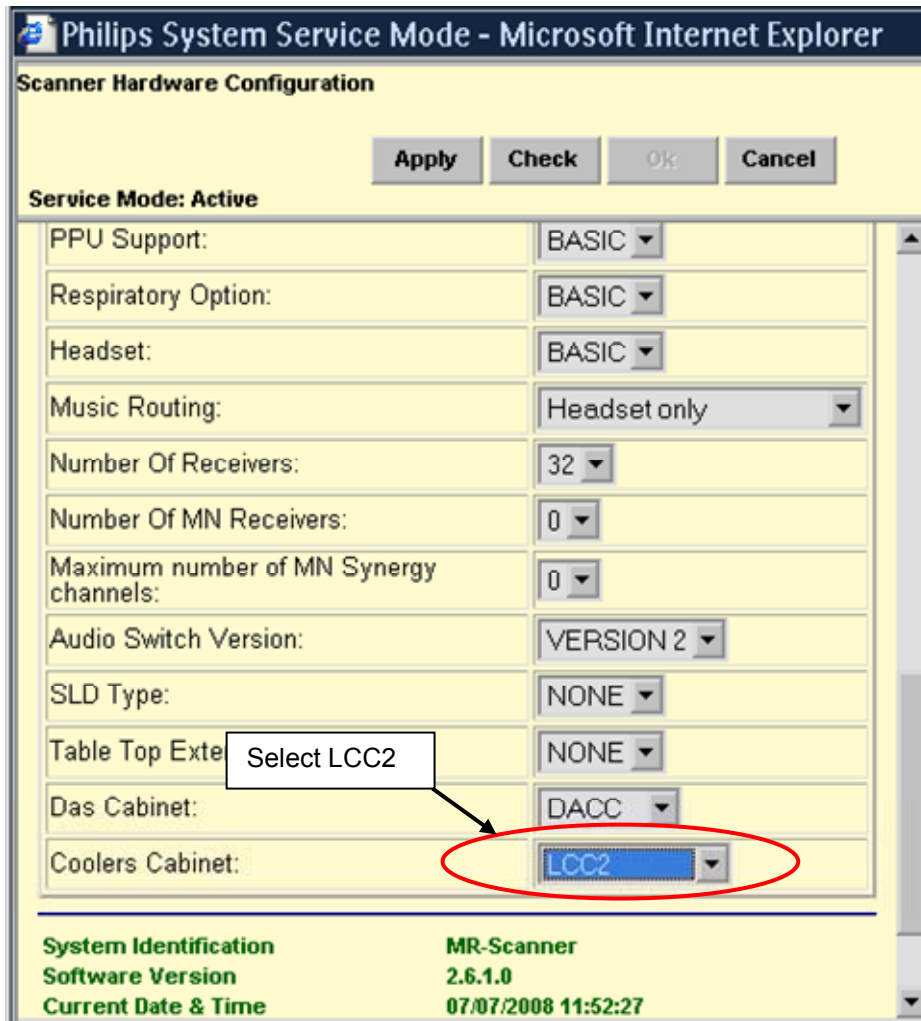 Philips System Service Mode - Microsoft Internet Explorer
Scanner Hardware Configuration
Apply Check Ok Cancel
Service Mode: Active
PPU Support: BASIC
Respiratory Option: BASIC
Headset: BASIC
Music Routing: Headset only
Number Of Receivers: 32
Number Of MN Receivers: 0
Maximum number of MN Synergy
channels: 0
Audio Switch Version: VERSION 2
SLD Type: NONE
Table Top Exte NONE
Select LCC2
Das Cabinet: DACC
Coolers Cabinet: LCC2
System Identification MR-Scanner
Software Version 2.6.1.0
Current Date & Time 07/07/2008 11:52:27